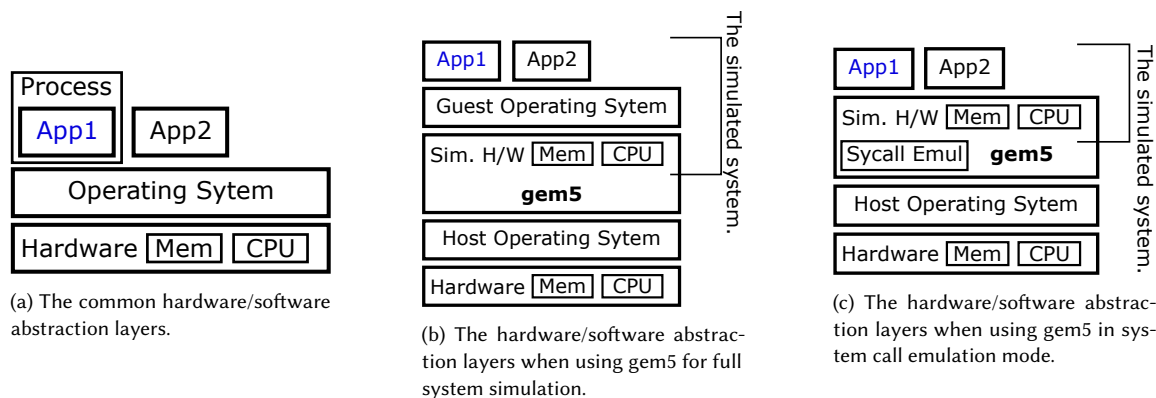 Process
App1
App2
Operating Sytem
Hardware Mem CPU
(a) The common hardware/software
abstraction layers.
App1
App2
Guest Operating Sytem
Sim. H/W Mem CPU
gem5
Host Operating Sytem
Hardware Mem CPU
The simulated system.
(b) The hardware/software abstrac-
tion layers when using gem5 for full
system simulation.
App1
App2
Sim. H/W Mem CPU
Sycall Emul gem5
Host Operating Sytem
Hardware Mem CPU
The simulated system.
(c) The hardware/software abstrac-
tion layers when using gem5 in sys-
tem call emulation mode.